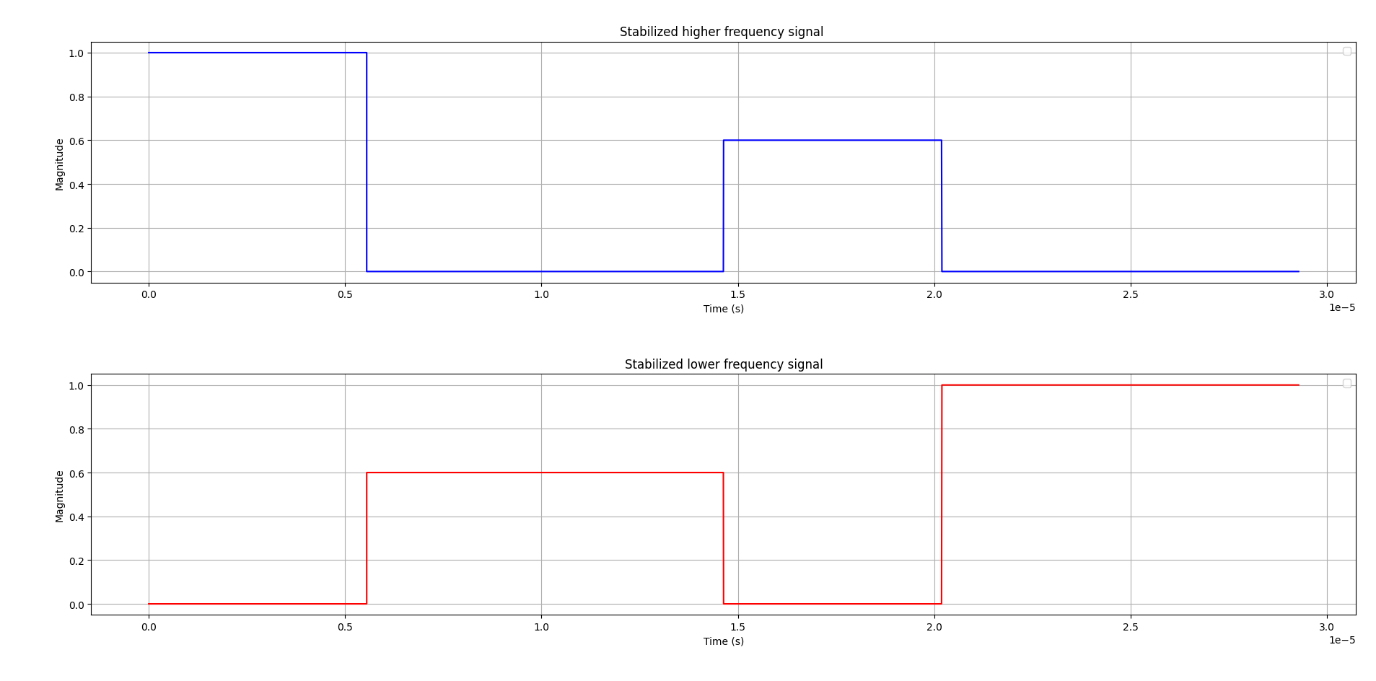 Stabilized higher frequency signal
1.0
0.8
0.6
0.4
0.2
0.0
Magnitude
0.0 0.5 1.0 1.5 2.0 2.5 3.0
Time (s)
1e−5
Stabilized lower frequency signal
1.0
0.8
0.6
0.4
0.2
0.0
Magnitude
0.0 0.5 1.0 1.5 2.0 2.5 3.0
Time (s)
1e−5